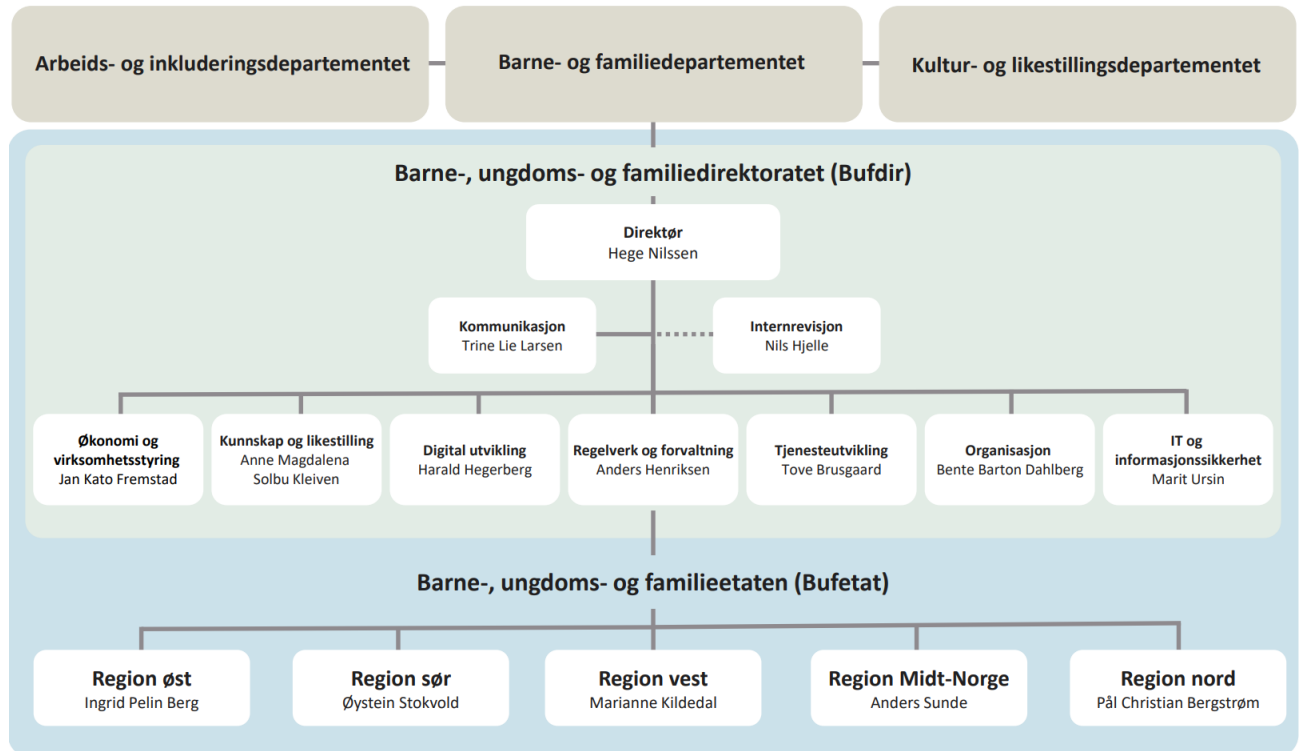 Arbeids- og inkluderingsdepartementet
Barne- og familiedepartementet
Kultur- og likestillingsdepartementet
Barne-, ungdoms- og familiedirektoratet (Bufdir)
Direktør
Hege Nilssen
Kommunikasjon
Trine Lie Larsen
Internrevisjon
Nils Hjelle
Økonomi og
virksomhetsstyring
Jan Kato Fremstad
Kunnskap og likestilling
Anne Magdalena
Solbu Kleiven
Digital utvikling
Harald Hegerberg
Regelverk og forvaltning
Anders Henriksen
Tjenesteutvikling
Tove Brusgaard
Organisasjon
Bente Barton Dahlberg
IT og
informasjonssikkerhet
Marit Ursin
Barne-, ungdoms- og familieetaten (Bufetat)
Region øst
Ingrid Pelin Berg
Region sør
Øystein Stokvold
Region vest
Marianne Kildedal
Region Midt-Norge
Anders Sunde
Region nord
Pål Christian Bergstrøm